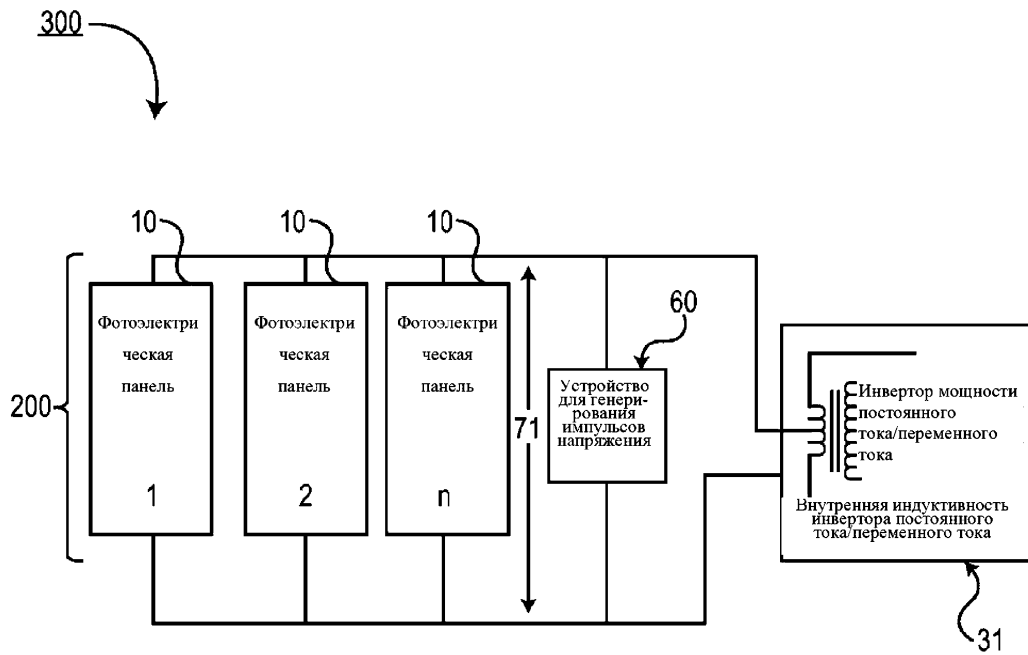 300
10
10
10
200
Фотоэлектри
ческая
панель
1
Фотоэлектри
ческая
панель
2
Фотоэлектри
ческая
панель
n
71
60
Устройство
для генери-
рования
импульсов
напряжения
Инвертор мощности
постоянного
тока/переменного
тока
Внутренняя индуктивность
инвертора постоянного
тока/переменного тока
31